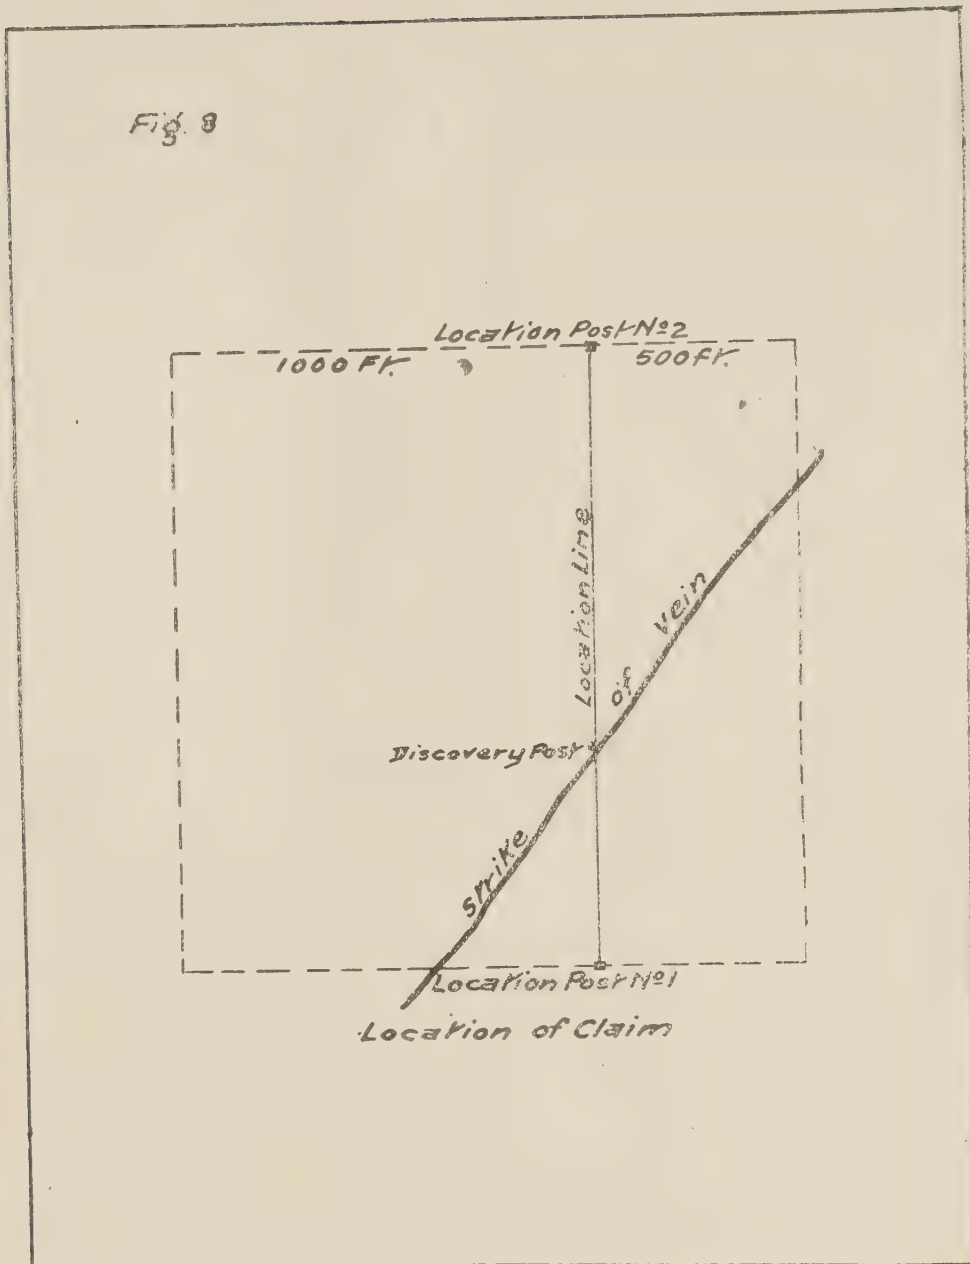 Fig. 8
Location Post No 2
1000 Ft.
500 ft.
Location Line
strike of vein
Discovery Post
Location Post No 1
Location of Claim